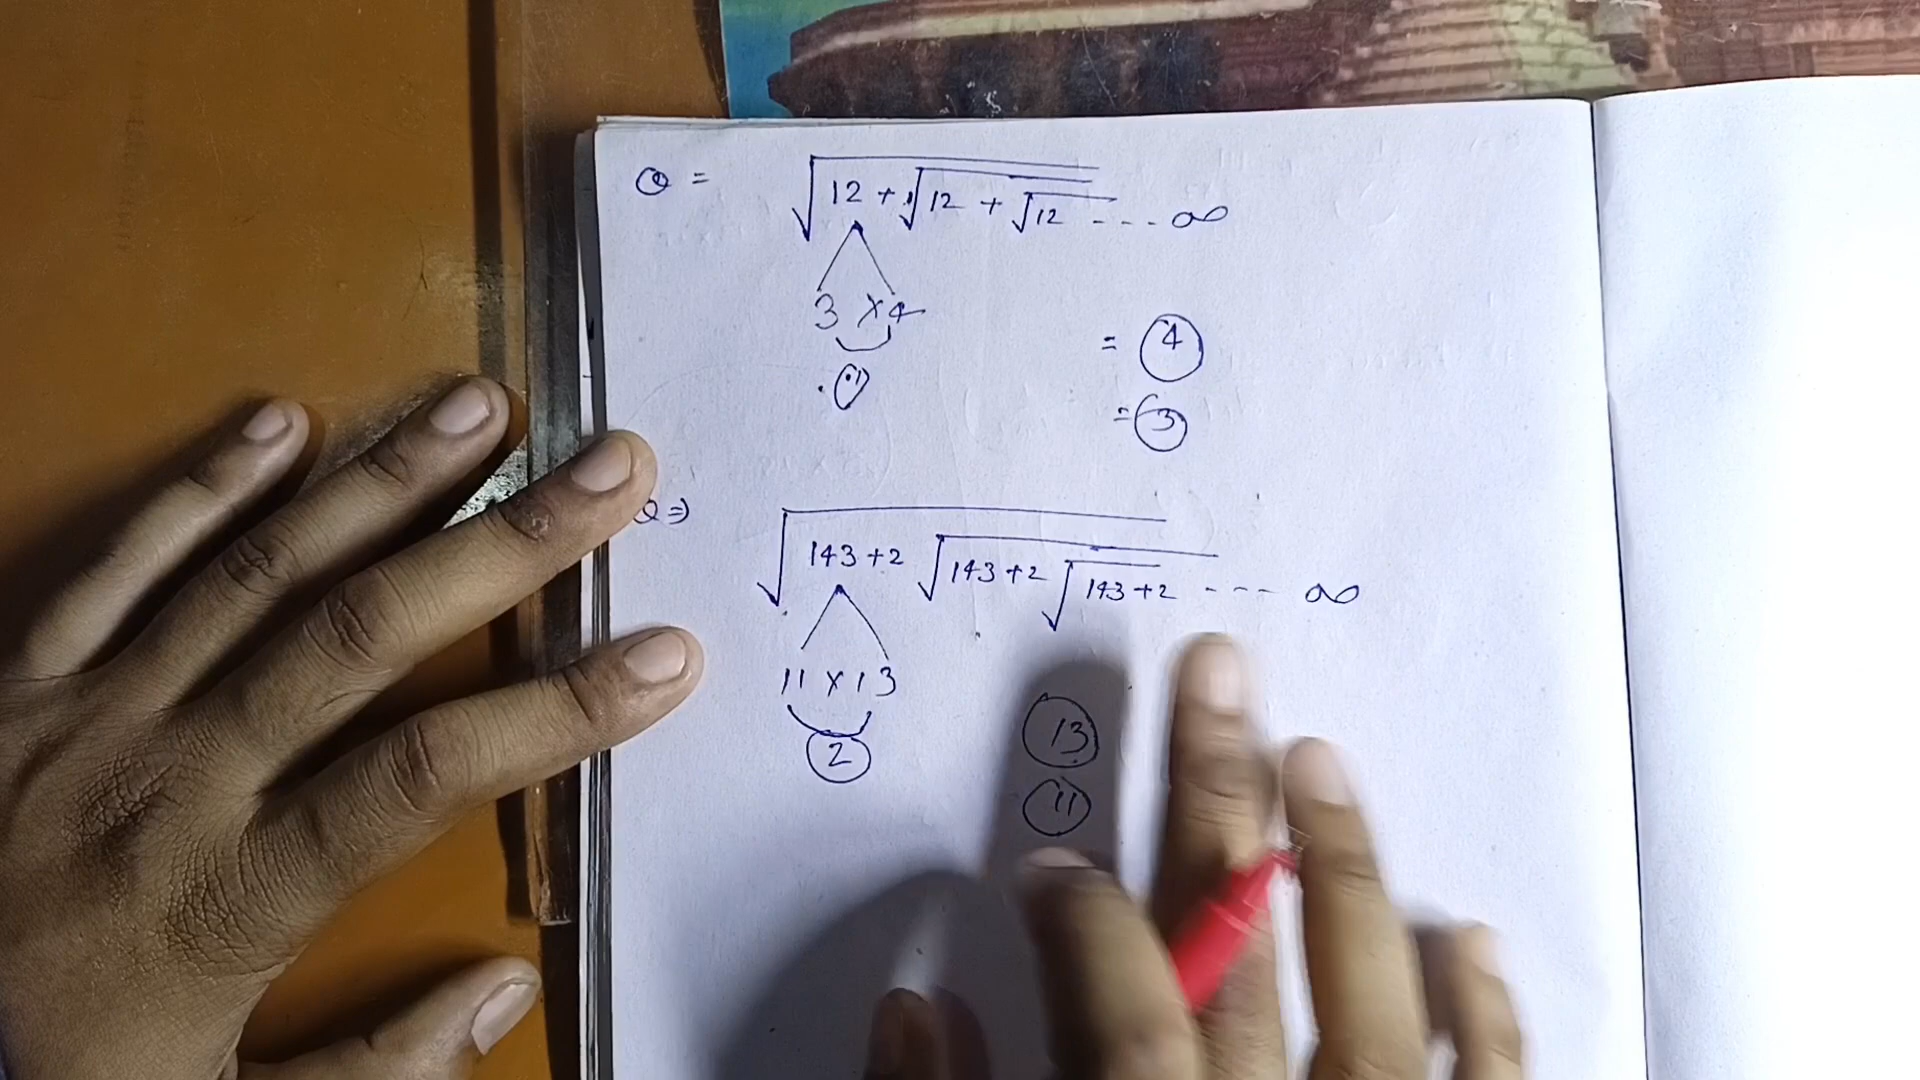 Q = √12 + √12 + √12 - - - ∞
3 × 4
1
= 4
= 3
Q ⇒ √143 + 2 √143 + 2 √143 + 2 - - - ∞
11 × 13
2
13
11